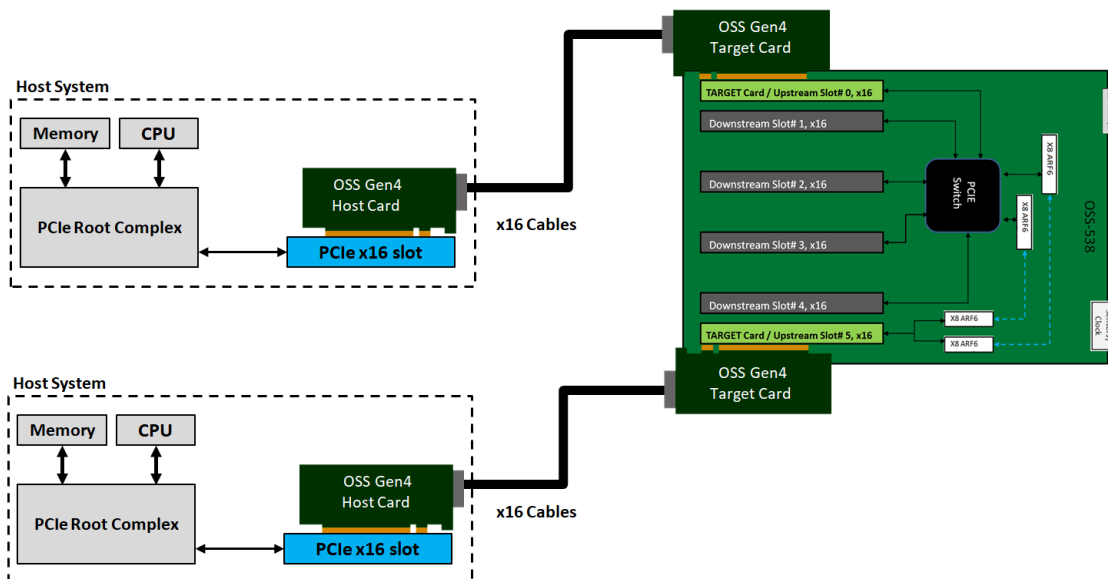 OSS Gen4
Target Card
Host System
Memory
CPU
OSS Gen4
Host Card
PCIe Root Complex
PCIe x16 slot
x16 Cables
TARGET Card / Upstream Slot# 0, x16
Downstream Slot# 1, x16
Downstream Slot# 2, x16
Downstream Slot# 3, x16
Downstream Slot# 4, x16
TARGET Card / Upstream Slot# 5, x16
PCIE
Switch
X8 ARF6
X8 ARF6
X8 ARF6
X8 ARF6
OSS-538
Clock
OSS Gen4
Target Card
Host System
Memory
CPU
OSS Gen4
Host Card
PCIe Root Complex
PCIe x16 slot
x16 Cables